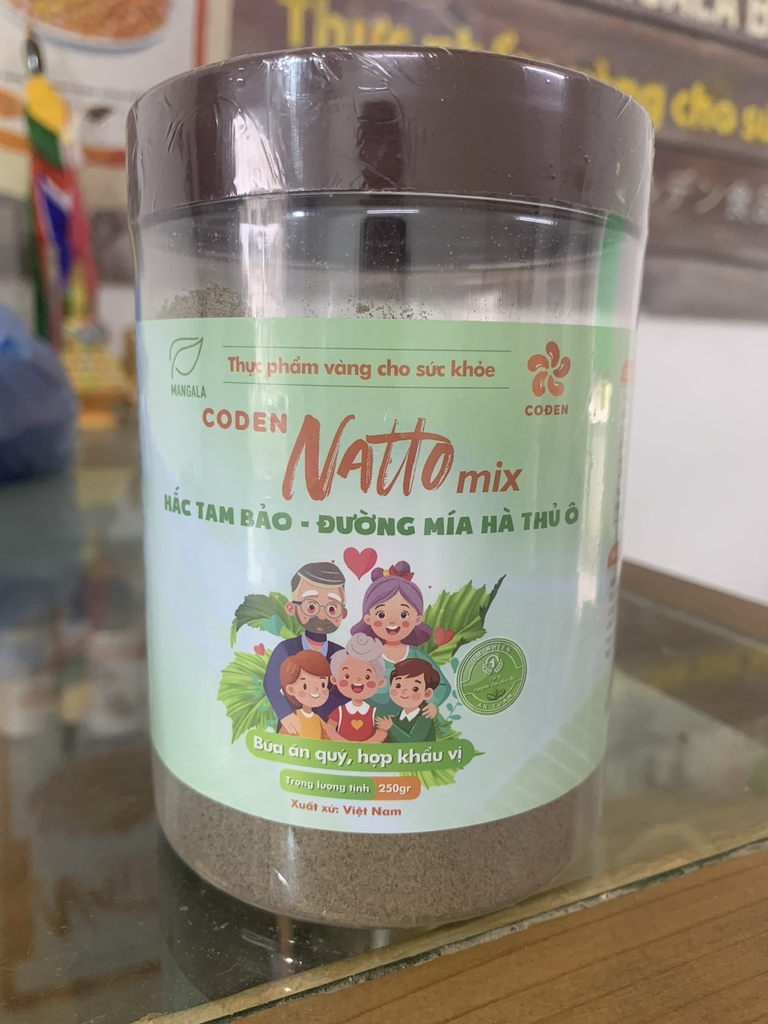 Thực phẩm vàng cho sức khỏe
MANGALA
CODEN
CODEN
Natto mix
HẮC TAM BẢO - ĐƯỜNG MÍA HÀ THỦ Ô
Bữa ăn quý, hợp khẩu vị
Trọng lượng tịnh 250gr
Xuất xứ: Việt Nam